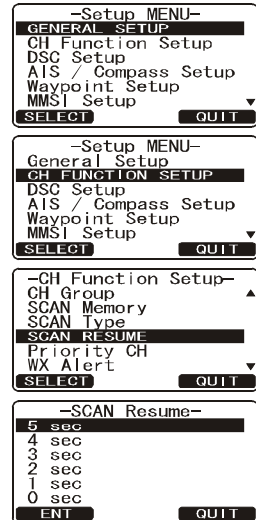 -Setup MENU-
GENERAL SETUP
CH Function Setup
DSC Setup
AIS / Compass Setup
Waypoint Setup
MMSI Setup ▼
SELECT QUIT
-Setup MENU-
General Setup
CH FUNCTION SETUP
DSC Setup
AIS / Compass Setup
Waypoint Setup
MMSI Setup ▼
SELECT QUIT
-CH Function Setup-
CH Group ▲
SCAN Memory
SCAN Type
SCAN RESUME
Priority CH
WX Alert ▼
SELECT QUIT
-SCAN Resume-
5 sec
4 sec
3 sec
2 sec
1 sec
0 sec
ENT QUIT